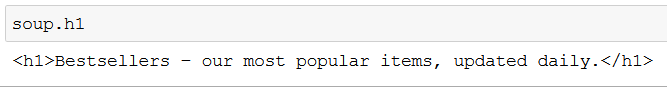 soup.h1
<h1>Bestsellers – our most popular items, updated daily.</h1>